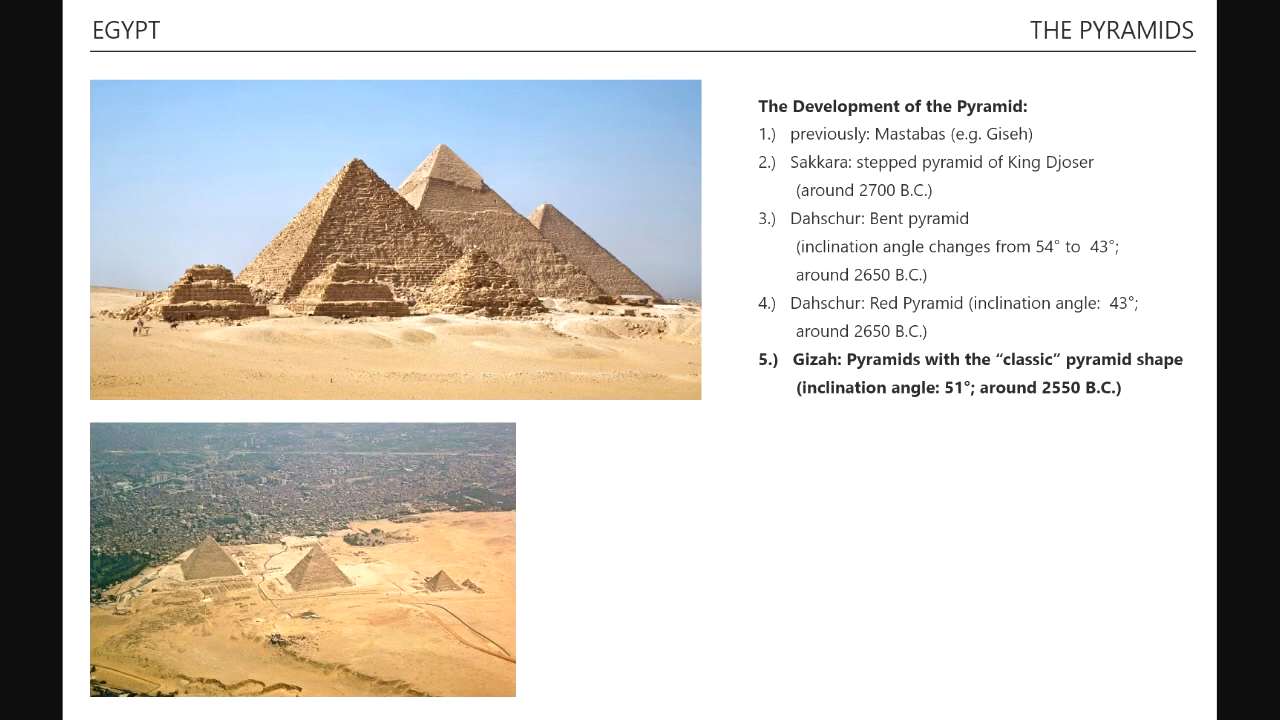 EGYPT
THE PYRAMIDS
The Development of the Pyramid:
1.) previously: Mastabas (e.g. Giseh)
2.) Sakkara: stepped pyramid of King Djoser
(around 2700 B.C.)
3.) Dahschur: Bent pyramid
(inclination angle changes from 54° to 43°;
around 2650 B.C.)
4.) Dahschur: Red Pyramid (inclination angle: 43°;
around 2650 B.C.)
5.) Gizah: Pyramids with the “classic” pyramid shape
(inclination angle: 51°; around 2550 B.C.)